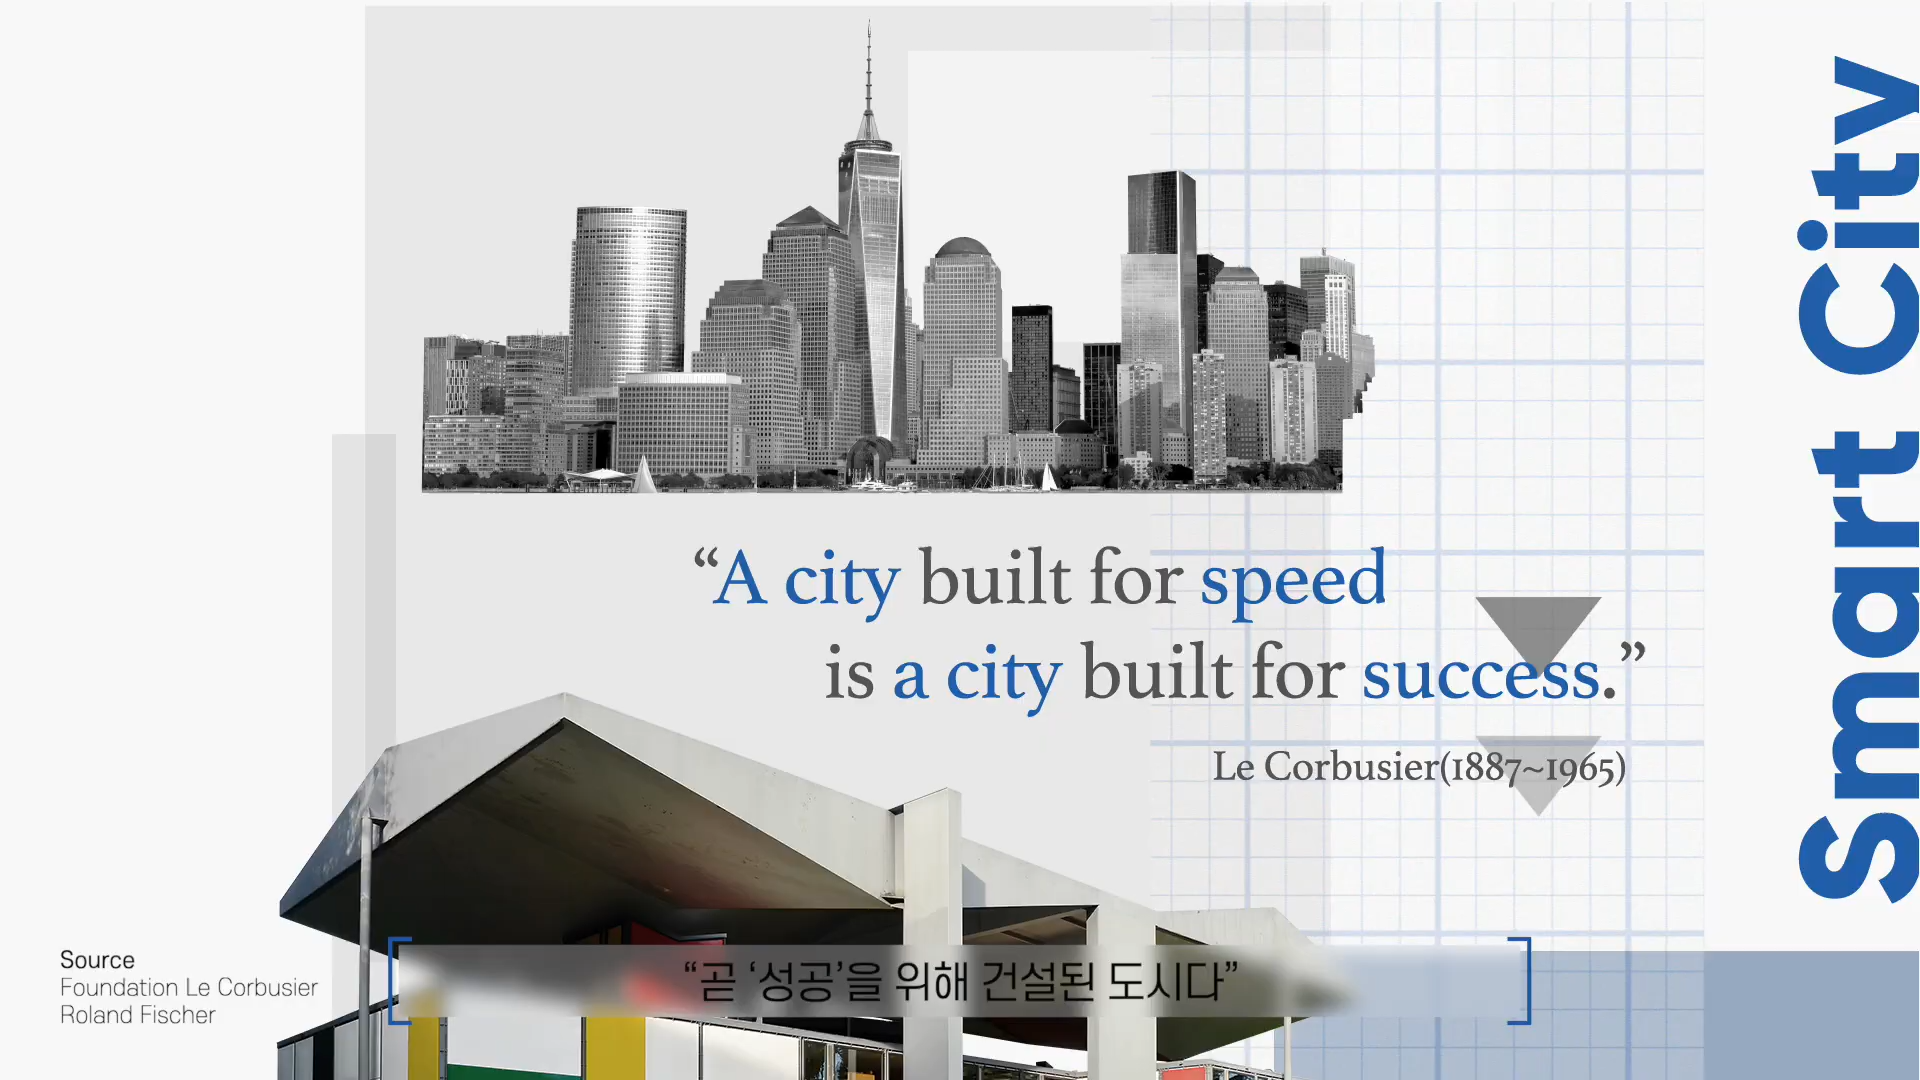 “A city built for speed
is a city built for success.”
Le Corbusier(1887~1965)
Smart City
Source
Foundation Le Corbusier
Roland Fischer
“곧 ‘성공’을 위해 건설된 도시다”